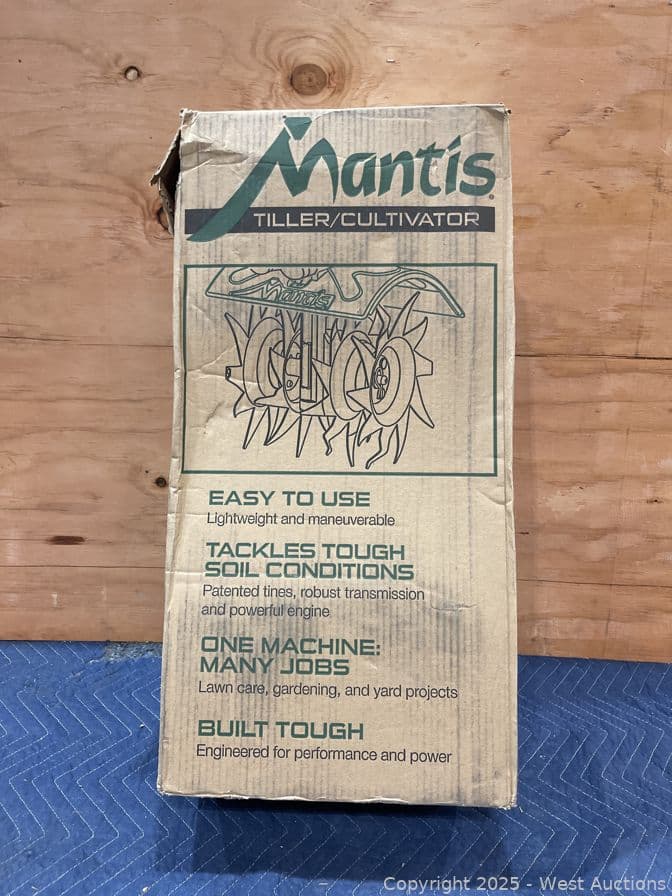 Mantis®
TILLER/CULTIVATOR
Mantis
EASY TO USE
Lightweight and maneuverable
TACKLES TOUGH
SOIL CONDITIONS
Patented tines, robust transmission
and powerful engine
ONE MACHINE:
MANY JOBS
Lawn care, gardening, and yard projects
BUILT TOUGH
Engineered for performance and power
Copyright 2025 - West Auctions